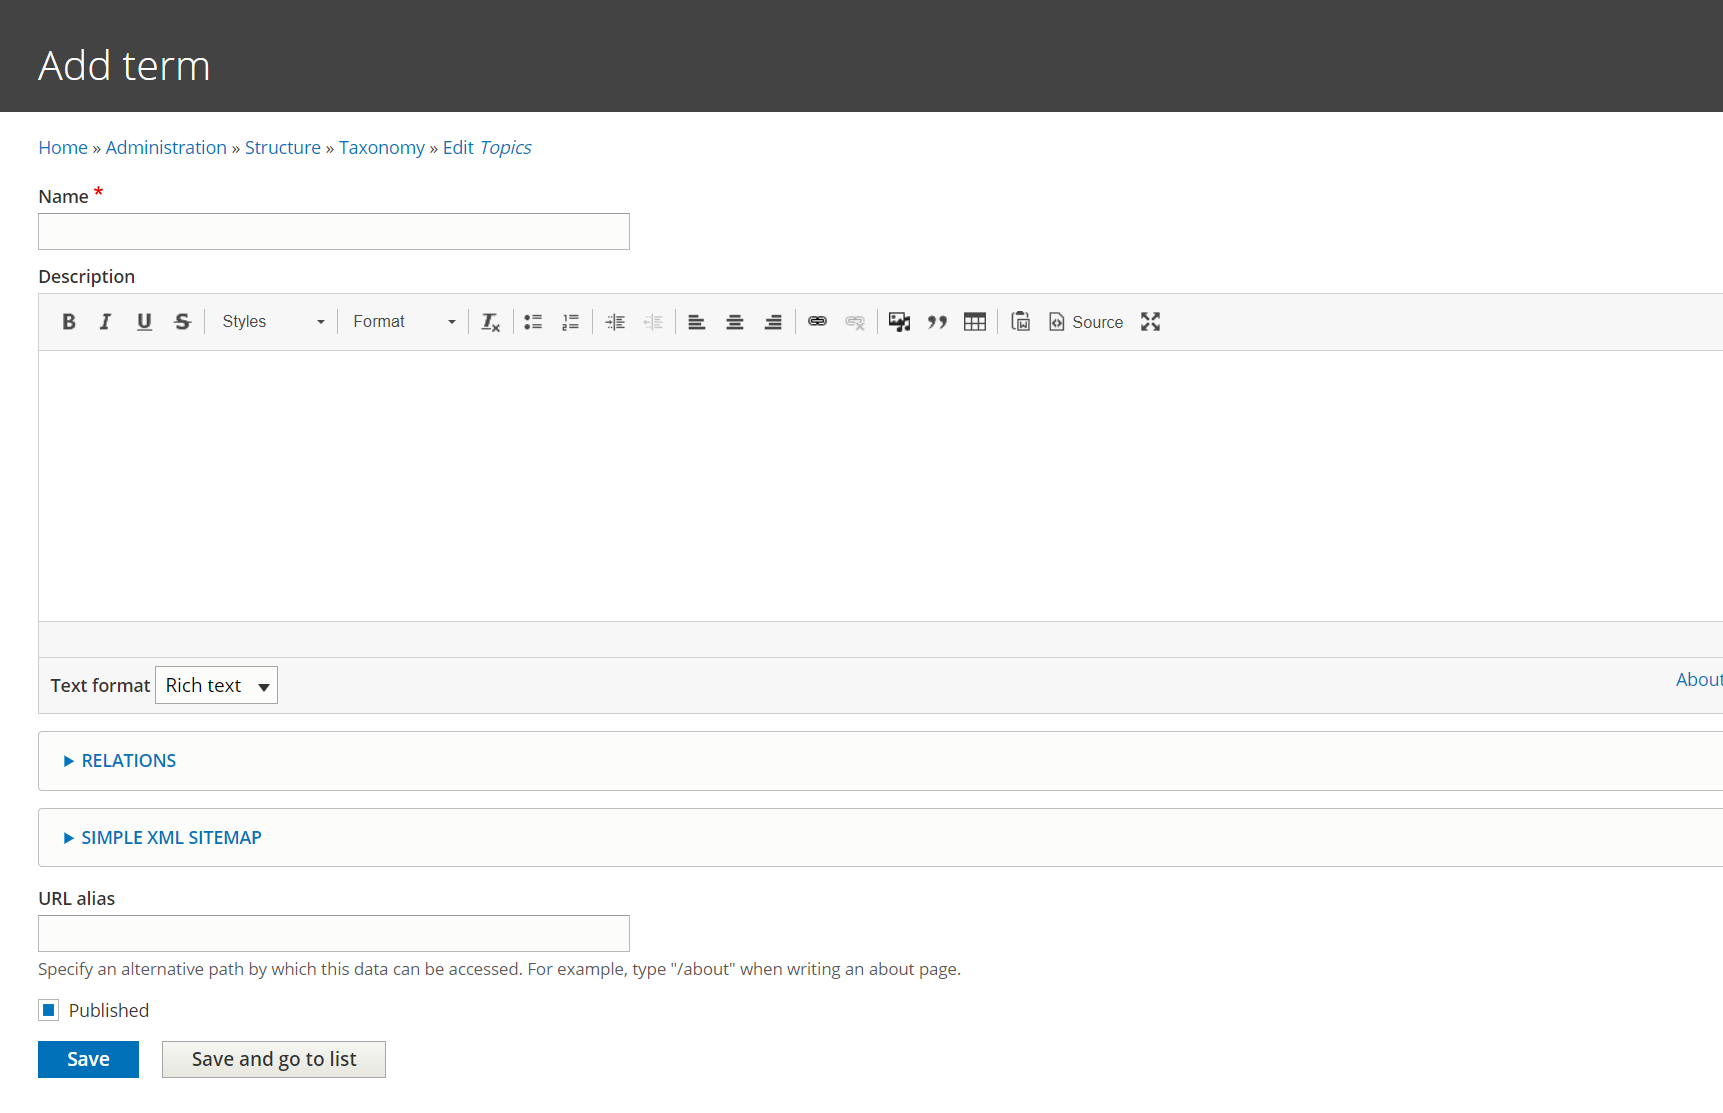 Add term
Home » Administration » Structure » Taxonomy » Edit Topics
Name *
Description
Styles Format Source
Text format Rich text
About
RELATIONS
SIMPLE XML SITEMAP
URL alias
Specify an alternative path by which this data can be accessed. For example, type "/about" when writing an about page.
Published
Save Save and go to list